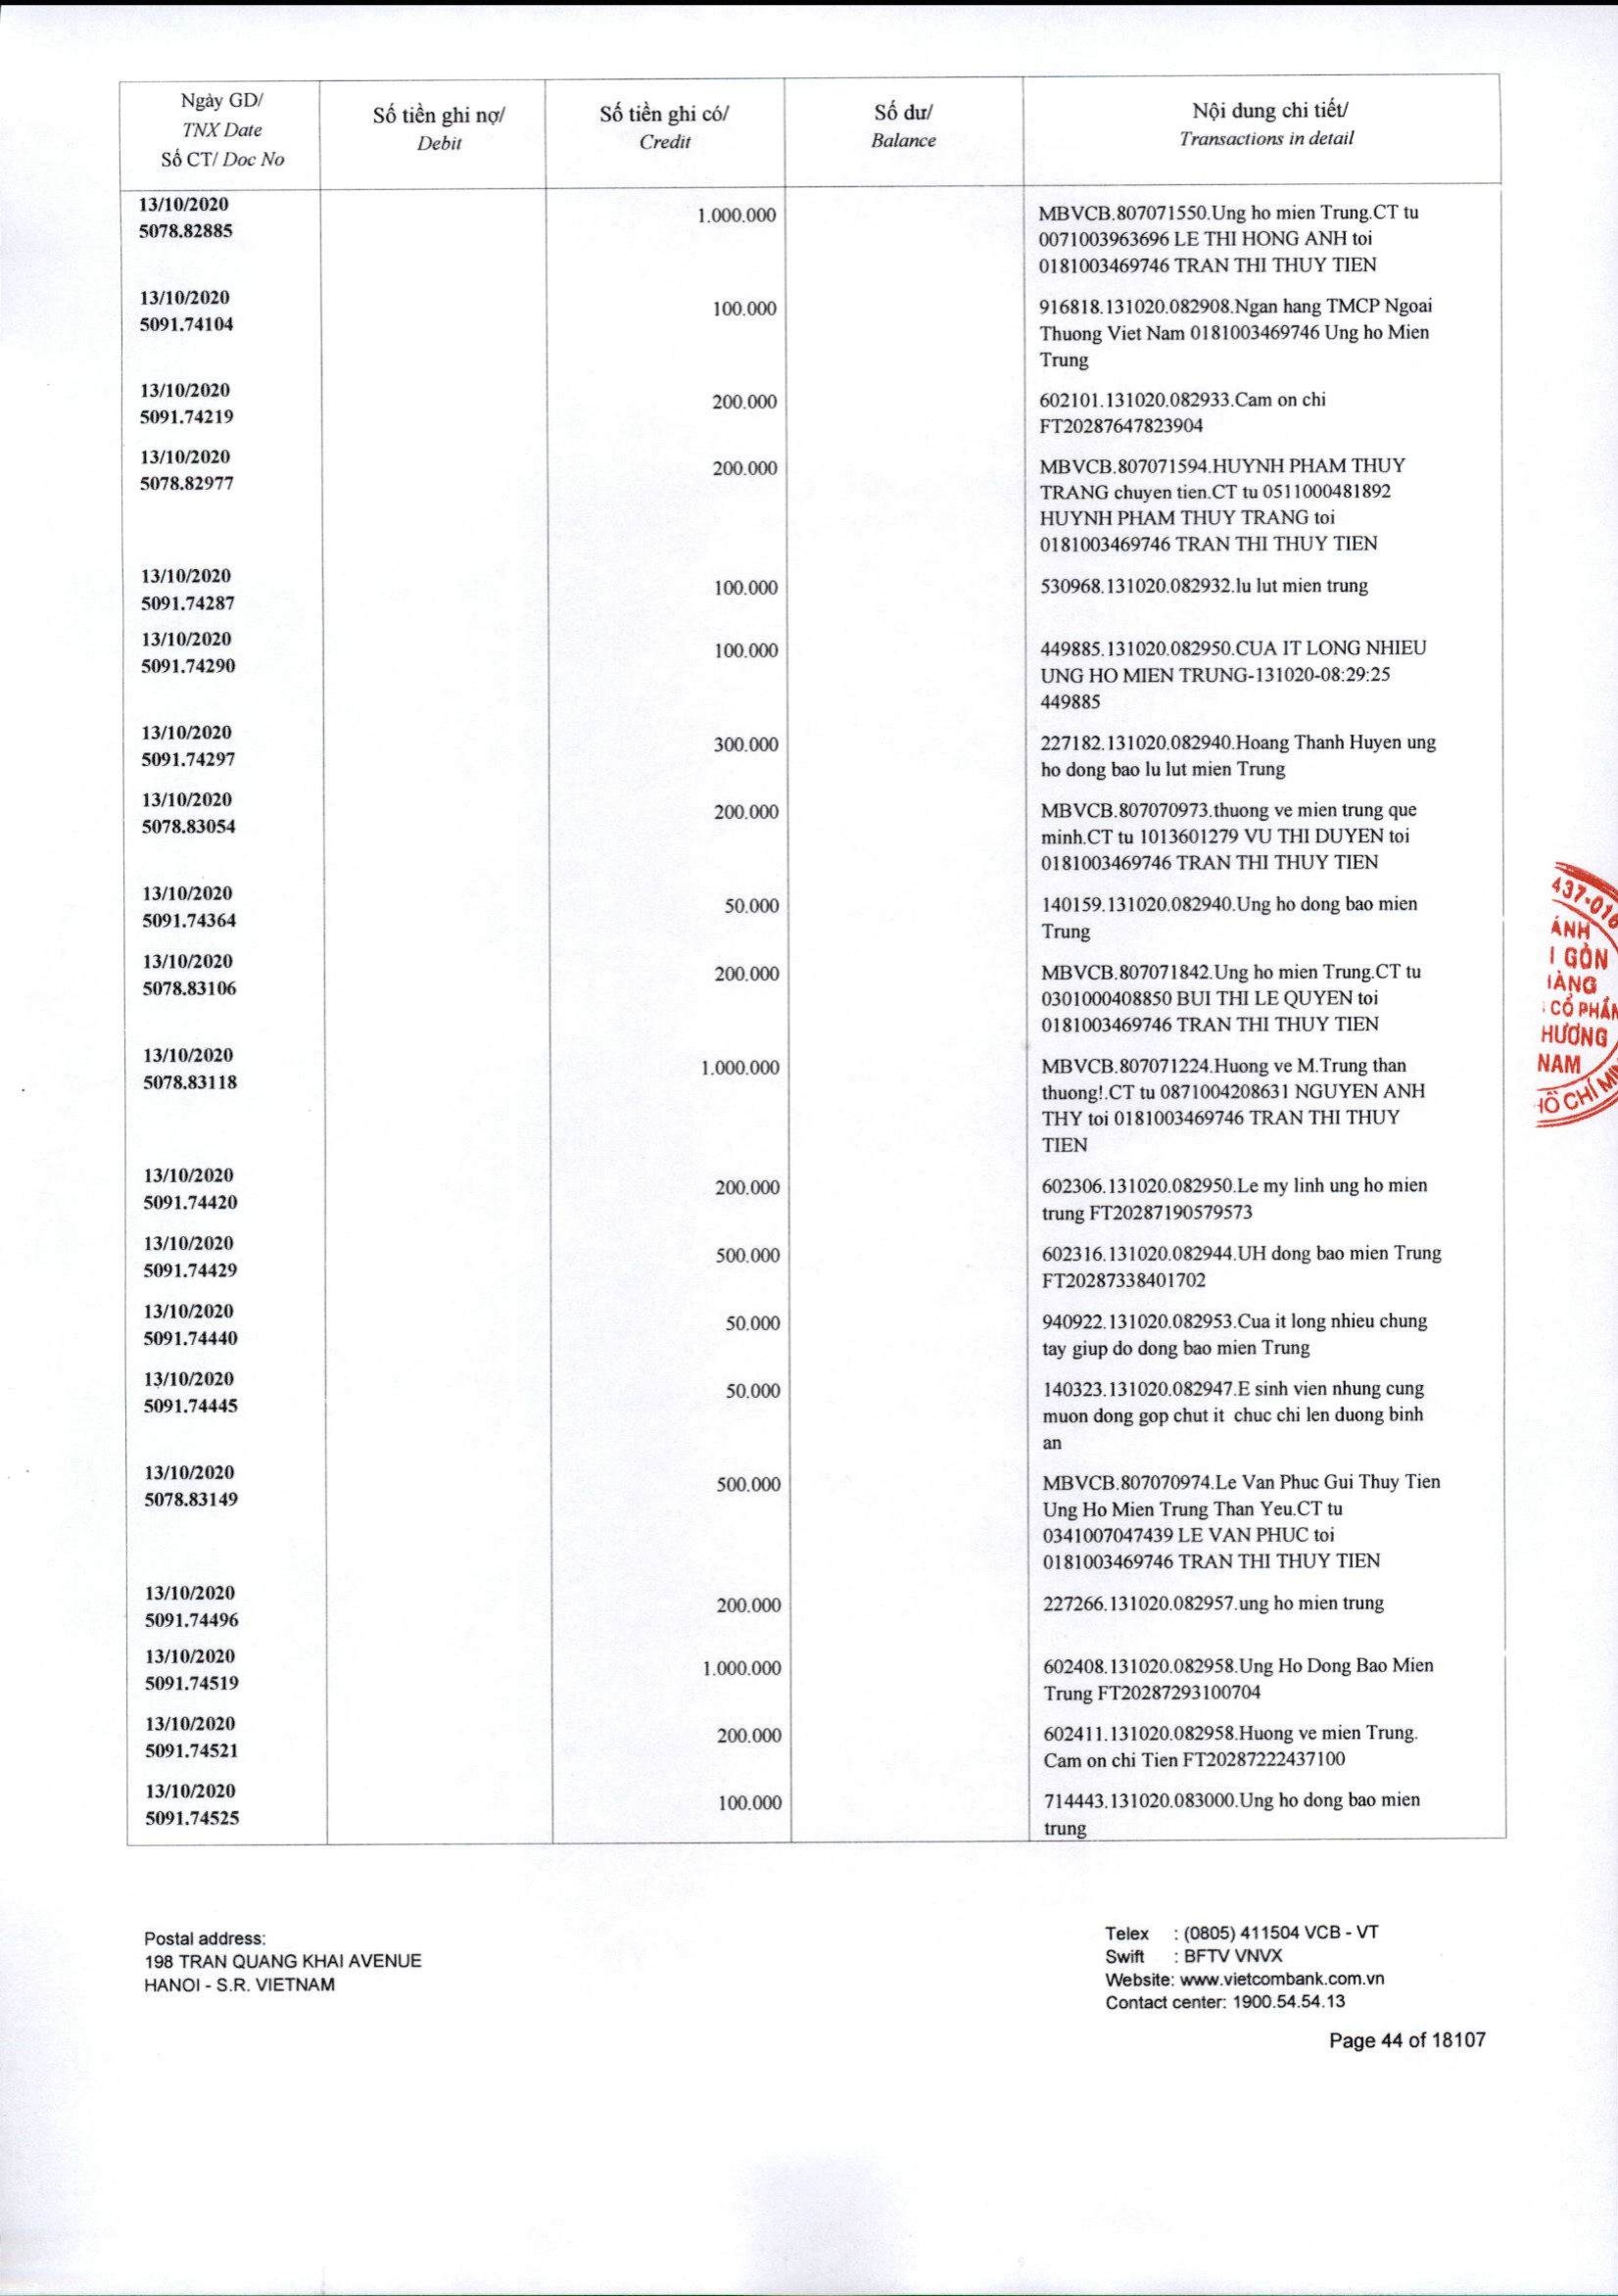 Ngày GD/
TNX Date
Số CT/ Doc No
Số tiền ghi nợ/
Debit
Số tiền ghi có/
Credit
Số dư/
Balance
Nội dung chi tiết/
Transactions in detail
13/10/2020
5078.82885
1.000.000
MBVCB.807071550.Ung ho mien Trung.CT tu
0071003963696 LE THI HONG ANH toi
0181003469746 TRAN THI THUY TIEN
13/10/2020
5091.74104
100.000
916818.131020.082908.Ngan hang TMCP Ngoai
Thuong Viet Nam 0181003469746 Ung ho Mien
Trung
13/10/2020
5091.74219
200.000
602101.131020.082933.Cam on chi
FT20287647823904
13/10/2020
5078.82977
200.000
MBVCB.807071594.HUYNH PHAM THUY
TRANG chuyen tien.CT tu 0511000481892
HUYNH PHAM THUY TRANG toi
0181003469746 TRAN THI THUY TIEN
13/10/2020
5091.74287
100.000
530968.131020.082932.lu lut mien trung
13/10/2020
5091.74290
100.000
449885.131020.082950.CUA IT LONG NHIEU
UNG HO MIEN TRUNG-131020-08:29:25
449885
13/10/2020
5091.74297
300.000
227182.131020.082940.Hoang Thanh Huyen ung
ho dong bao lu lut mien Trung
13/10/2020
5078.83054
200.000
MBVCB.807070973.thuong ve mien trung que
minh.CT tu 1013601279 VU THI DUYEN toi
0181003469746 TRAN THI THUY TIEN
13/10/2020
5091.74364
50.000
140159.131020.082940.Ung ho dong bao mien
Trung
13/10/2020
5078.83106
200.000
MBVCB.807071842.Ung ho mien Trung.CT tu
0301000408850 BUI THI LE QUYEN toi
0181003469746 TRAN THI THUY TIEN
13/10/2020
5078.83118
1.000.000
MBVCB.807071224.Huong ve M.Trung than
thuong!.CT tu 0871004208631 NGUYEN ANH
THY toi 0181003469746 TRAN THI THUY
TIEN
13/10/2020
5091.74420
200.000
602306.131020.082950.Le my linh ung ho mien
trung FT20287190579573
13/10/2020
5091.74429
500.000
602316.131020.082944.UH dong bao mien Trung
FT20287338401702
13/10/2020
5091.74440
50.000
940922.131020.082953.Cua it long nhieu chung
tay giup do dong bao mien Trung
13/10/2020
5091.74445
50.000
140323.131020.082947.E sinh vien nhung cung
muon dong gop chut it chuc chi len duong binh
an
13/10/2020
5078.83149
500.000
MBVCB.807070974.Le Van Phuc Gui Thuy Tien
Ung Ho Mien Trung Than Yeu.CT tu
0341007047439 LE VAN PHUC toi
0181003469746 TRAN THI THUY TIEN
13/10/2020
5091.74496
200.000
227266.131020.082957.ung ho mien trung
13/10/2020
5091.74519
1.000.000
602408.131020.082958.Ung Ho Dong Bao Mien
Trung FT20287293100704
13/10/2020
5091.74521
200.000
602411.131020.082958.Huong ve mien Trung.
Cam on chi Tien FT20287222437100
13/10/2020
5091.74525
100.000
714443.131020.083000.Ung ho dong bao mien
trung
437-016
ÁNH
I GÒN
HÀNG
CỔ PHẦN
HƯƠNG
NAM
HỒ CHÍ MIN
Postal address:
198 TRAN QUANG KHAI AVENUE
HANOI - S.R. VIETNAM
Telex : (0805) 411504 VCB - VT
Swift : BFTV VNVX
Website: www.vietcombank.com.vn
Contact center: 1900.54.54.13
Page 44 of 18107